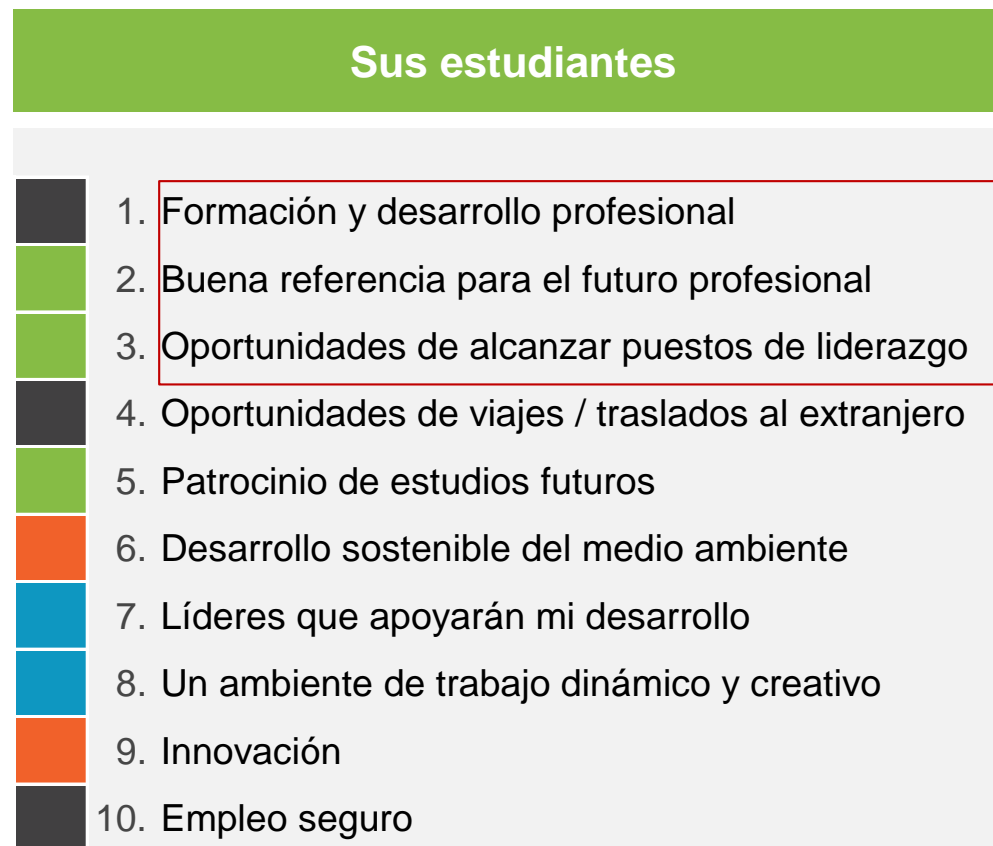 Sus estudiantes
1. Formación y desarrollo profesional
2. Buena referencia para el futuro profesional
3. Oportunidades de alcanzar puestos de liderazgo
4. Oportunidades de viajes / traslados al extranjero
5. Patrocinio de estudios futuros
6. Desarrollo sostenible del medio ambiente
7. Líderes que apoyarán mi desarrollo
8. Un ambiente de trabajo dinámico y creativo
9. Innovación
10. Empleo seguro